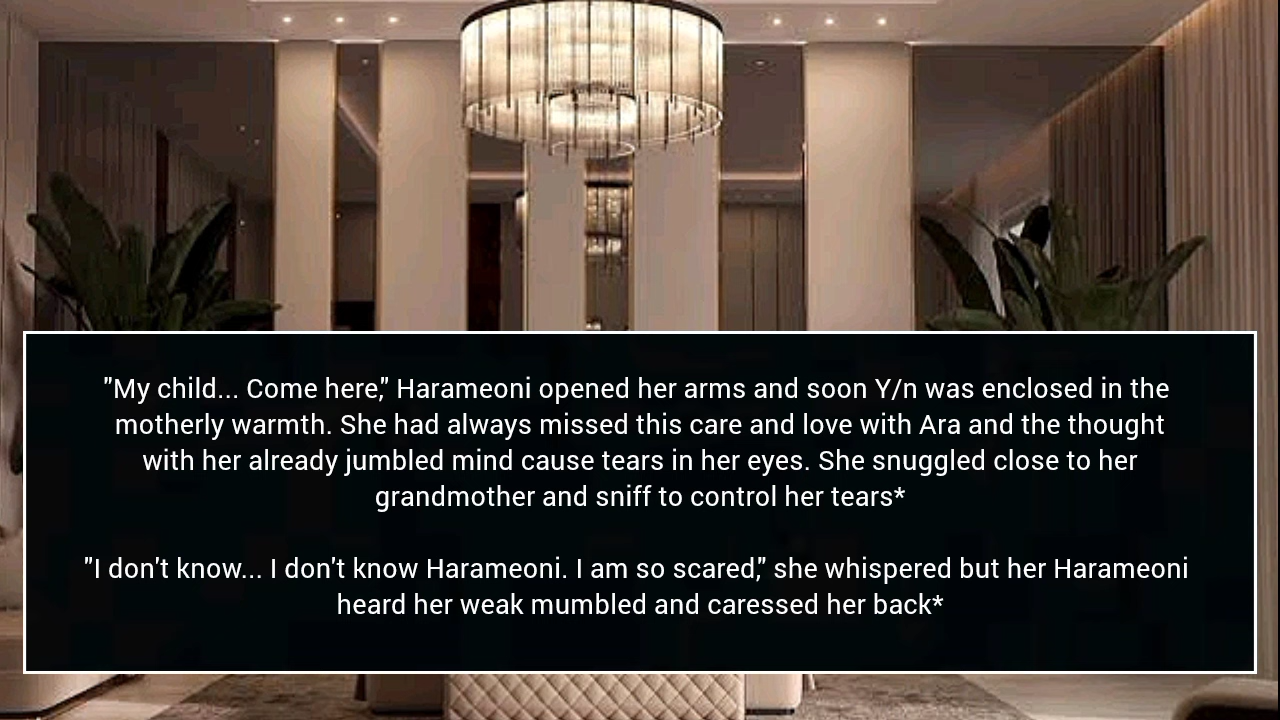 "My child... Come here," Harameoni opened her arms and soon Y/n was enclosed in the
motherly warmth. She had always missed this care and love with Ara and the thought
with her already jumbled mind cause tears in her eyes. She snuggled close to her
grandmother and sniff to control her tears*
"I don't know... I don't know Harameoni. I am so scared," she whispered but her Harameoni
heard her weak mumbled and caressed her back*